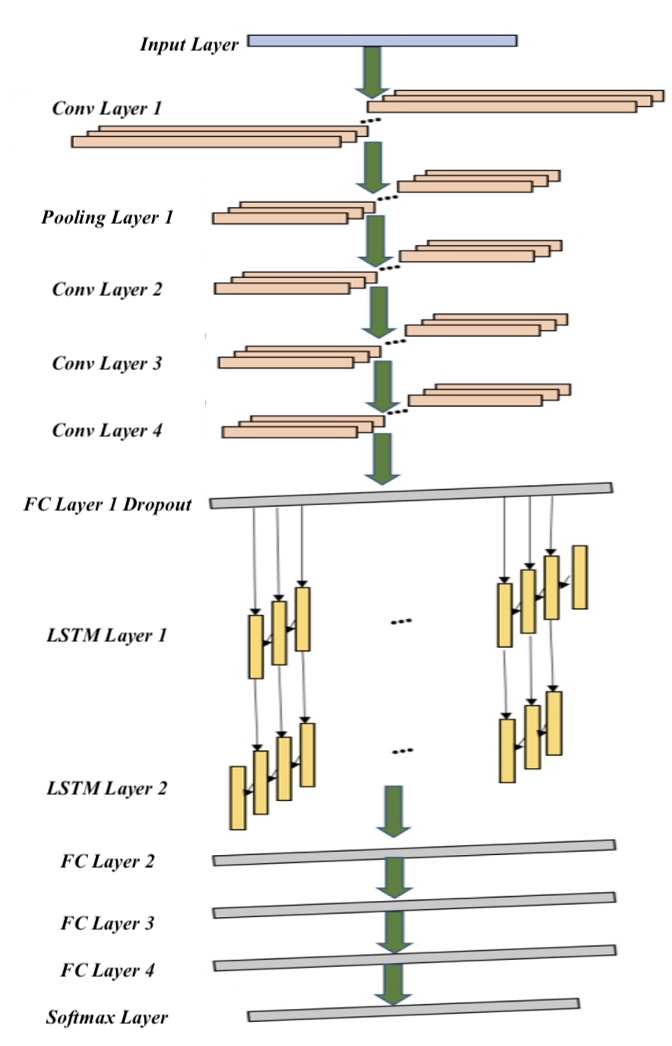 Input Layer
Conv Layer 1
Pooling Layer 1
Conv Layer 2
Conv Layer 3
Conv Layer 4
FC Layer 1 Dropout
LSTM Layer 1
LSTM Layer 2
FC Layer 2
FC Layer 3
FC Layer 4
Softmax Layer